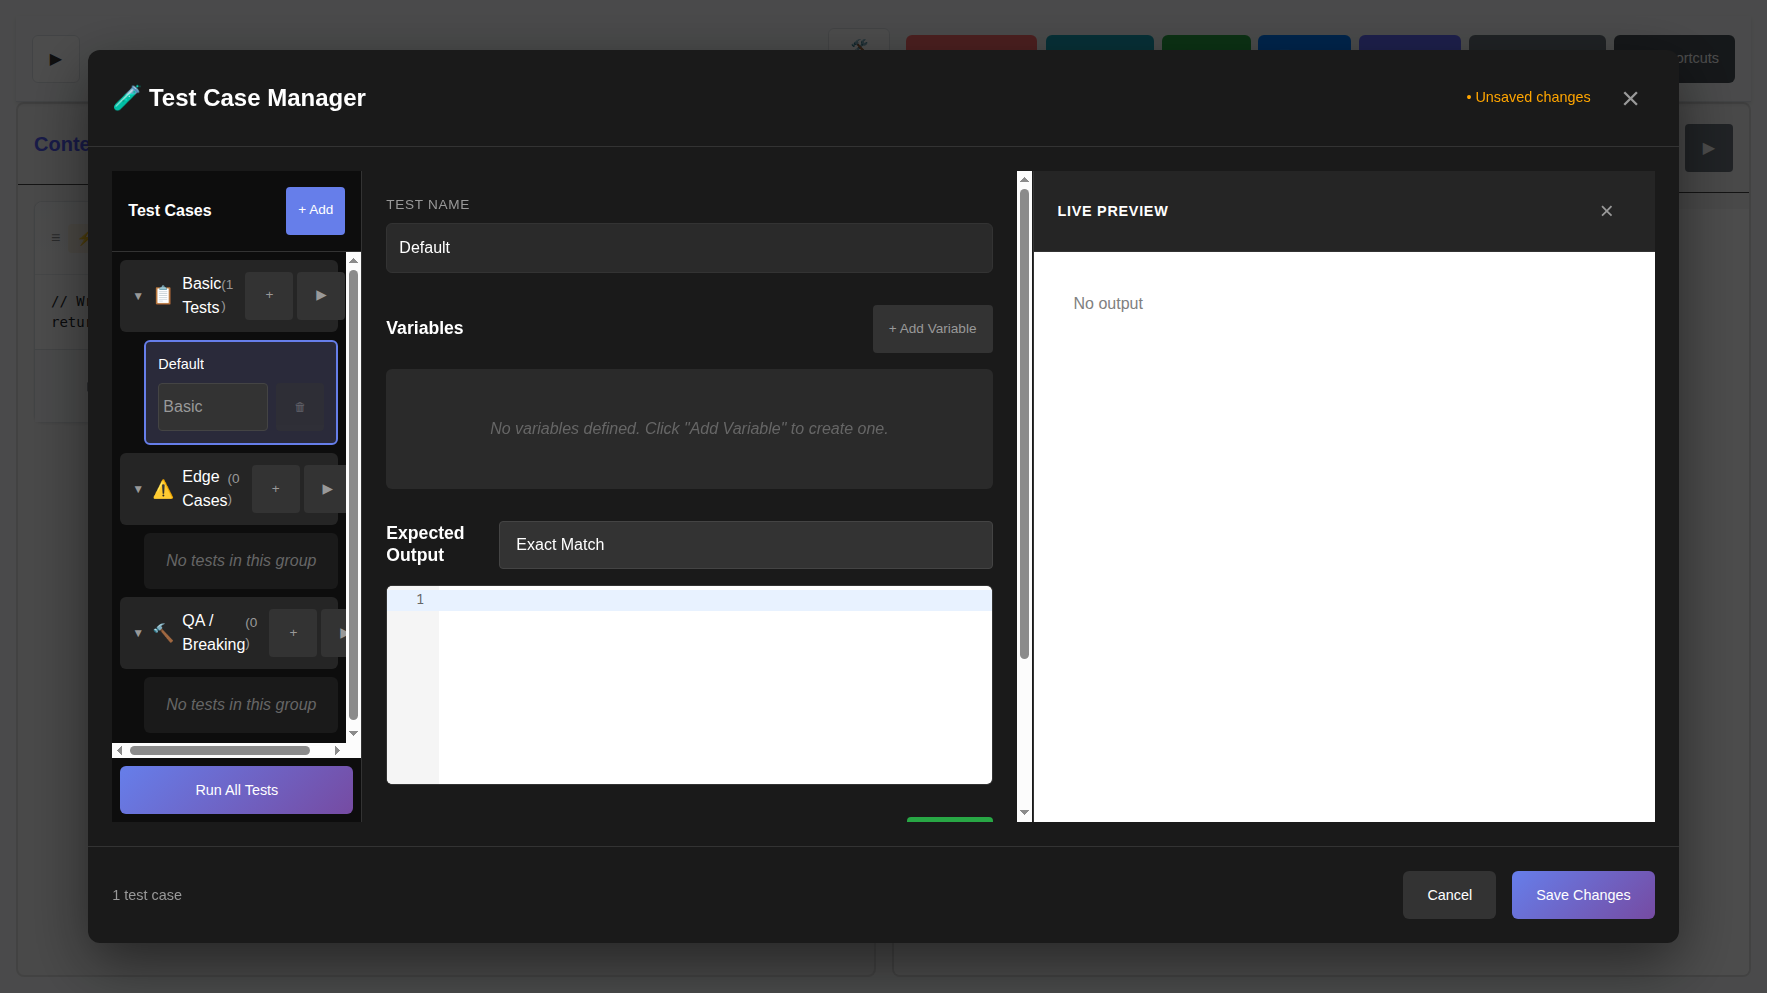 ortcuts
Test Case Manager
• Unsaved changes
Conte
Test Cases
+ Add
TEST NAME
Default
LIVE PREVIEW
No output
Basic (1
Tests )
Default
Basic
Variables
+ Add Variable
No variables defined. Click "Add Variable" to create one.
Edge (0
Cases )
No tests in this group
Expected
Output
Exact Match
1
QA / (0
Breaking )
No tests in this group
// W
retu
Run All Tests
1 test case
Cancel
Save Changes